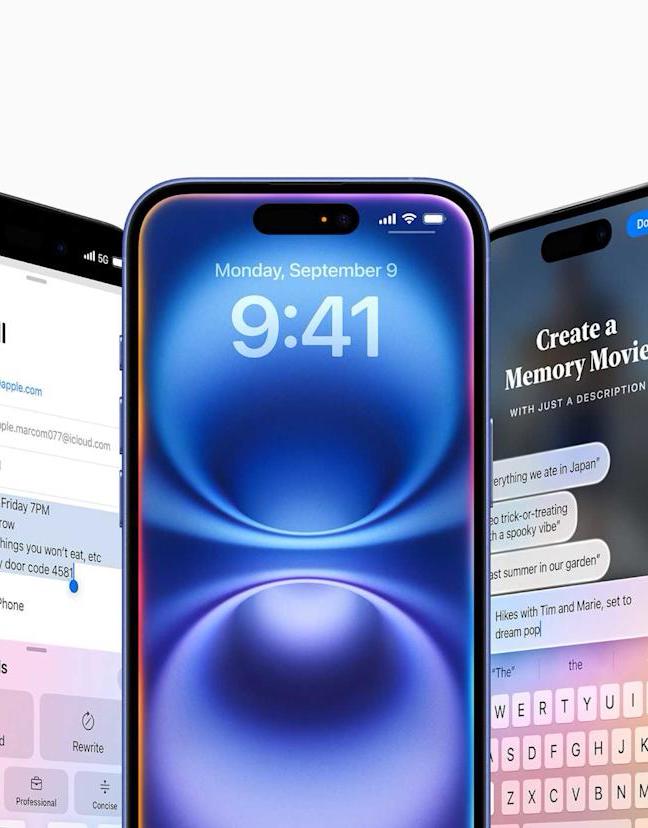 5G
@apple.com
ple.marcom077@icloud.com
Friday 7PM
row
hings you won't eat, etc
y door code 4581
Phone
ls
Rewrite
Professional
Concise
Monday, September 9
9:41
Do
Create a
Memory Movie
WITH JUST A DESCRIPTION
erything we ate in Japan"
eo trick-or-treating
h a spooky vibe"
ast summer in our garden"
Hikes with Tim and Marie, set to
dream pop
"The"
the
W E R T Y U I
S D F G H J K
Z X C V B N M